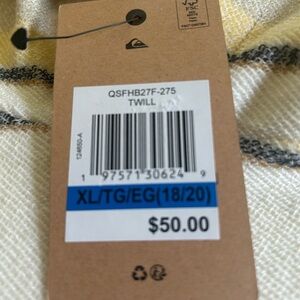 QSFHB27F-275
TWILL
124650-A
1 97571 30624 9
XL/TG/EG(18/20)
$50.00